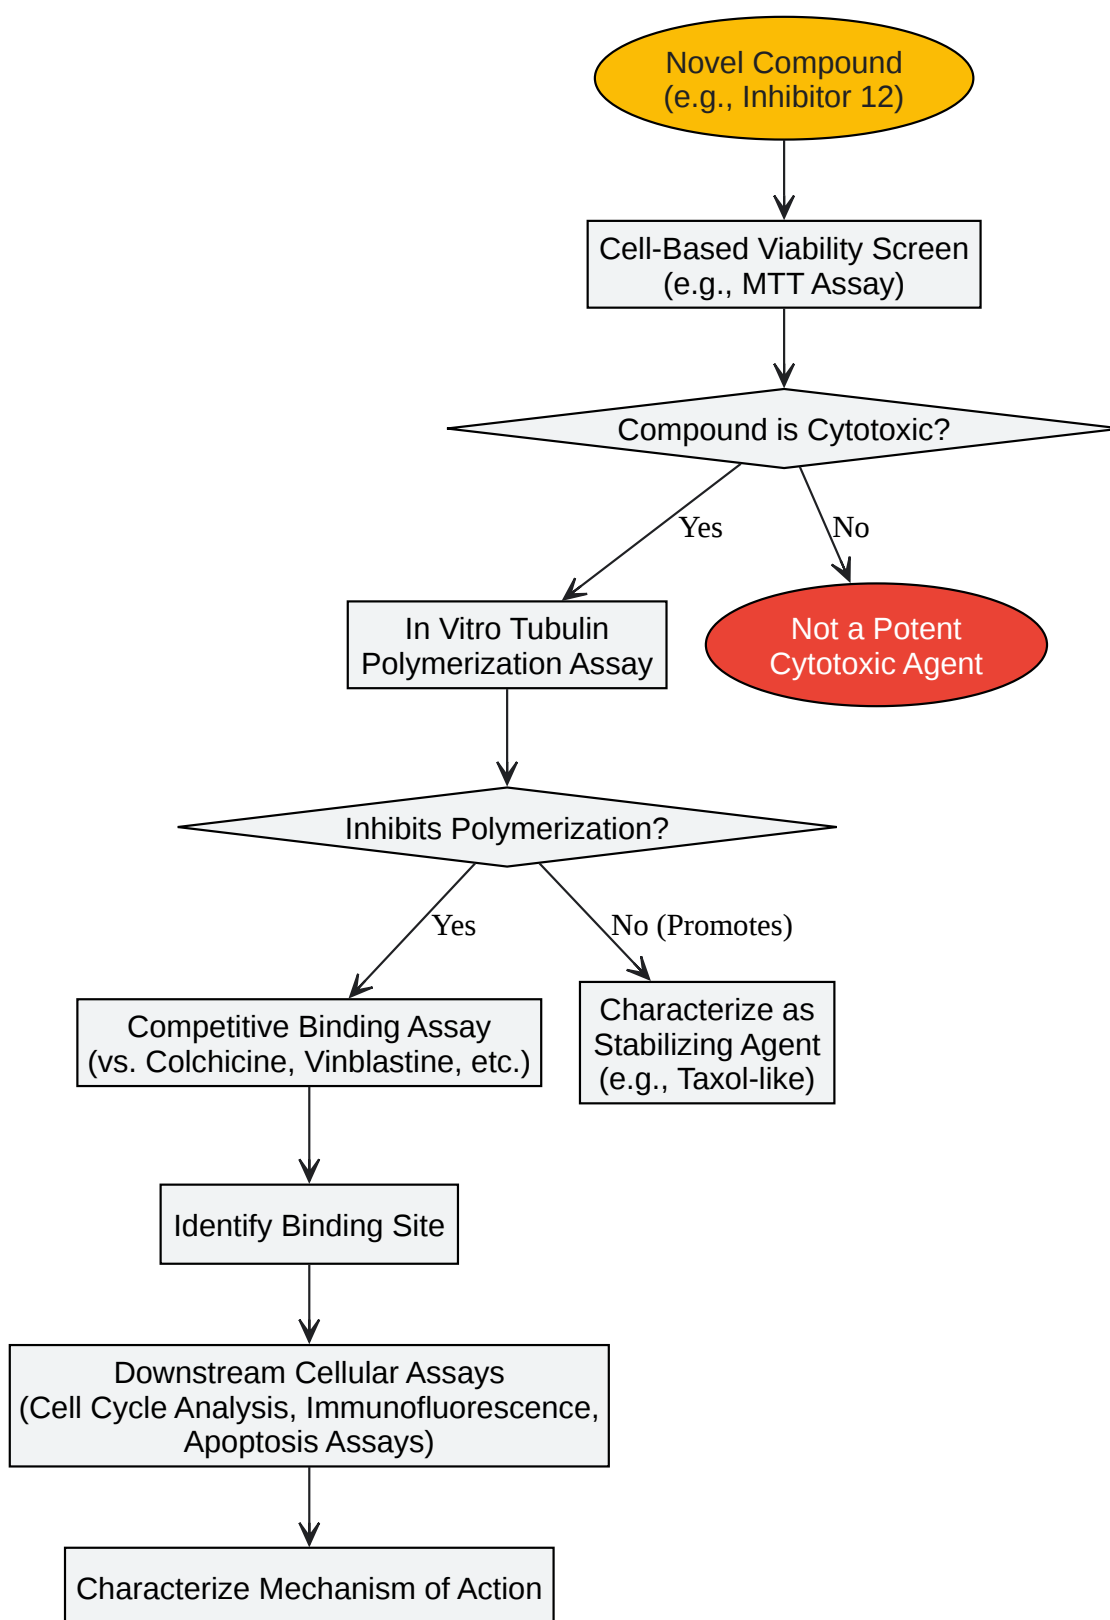 Novel Compound
(e.g., Inhibitor 12)
Cell-Based Viability Screen
(e.g., MTT Assay)
Compound is Cytotoxic?
Yes
No
In Vitro Tubulin
Polymerization Assay
Not a Potent
Cytotoxic Agent
Inhibits Polymerization?
Yes
No (Promotes)
Competitive Binding Assay
(vs. Colchicine, Vinblastine, etc.)
Characterize as
Stabilizing Agent
(e.g., Taxol-like)
Identify Binding Site
Downstream Cellular Assays
(Cell Cycle Analysis, Immunofluorescence,
Apoptosis Assays)
Characterize Mechanism of Action